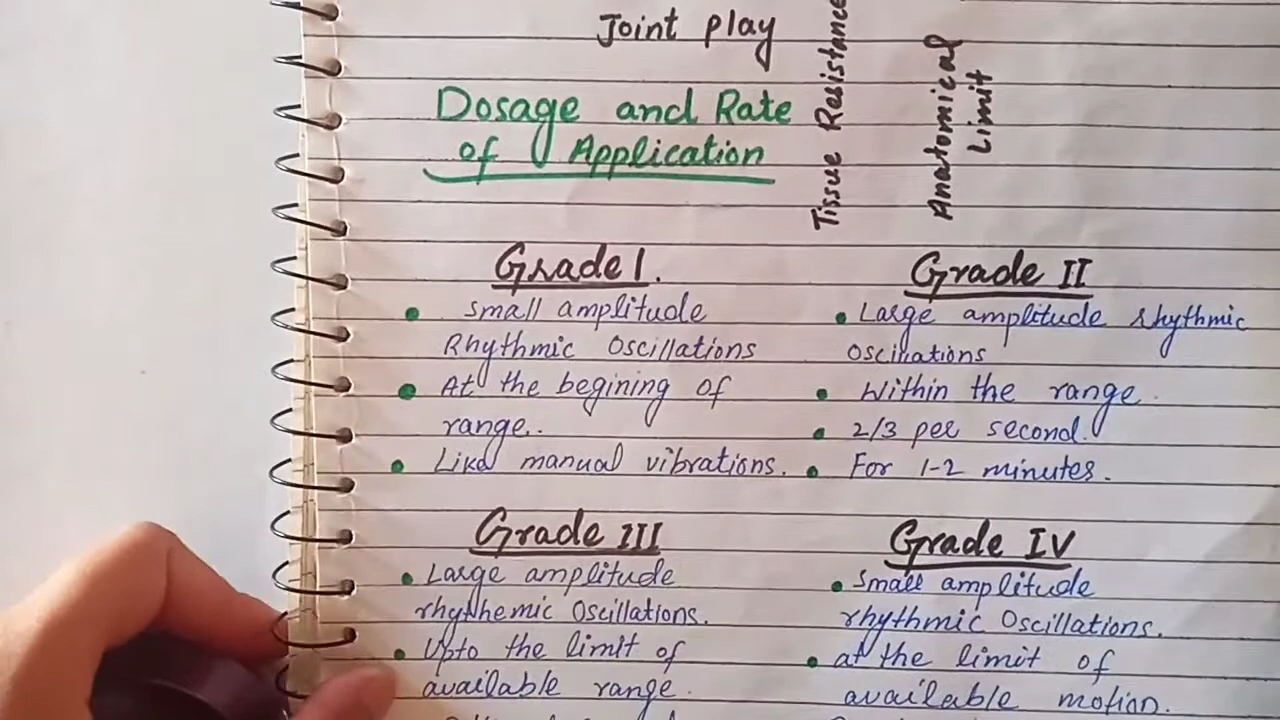 Joint play
Tissue Resistance
Anatomical
Limit
Dosage and Rate
of Application
Grade I.
• Small amplitude
Rhythmic Oscillations
• At the begining of
range.
• Like manual vibrations.
Grade II
• Large amplitude rhythmic
Oscillations
• Within the range.
• 2/3 per second.
• For 1-2 minutes.
Grade III
• Large amplitude
rhythemic Oscillations.
• Upto the limit of
available range.
Grade IV
• Small amplitude
rhythmic Oscillations.
• at the limit of
available motion.